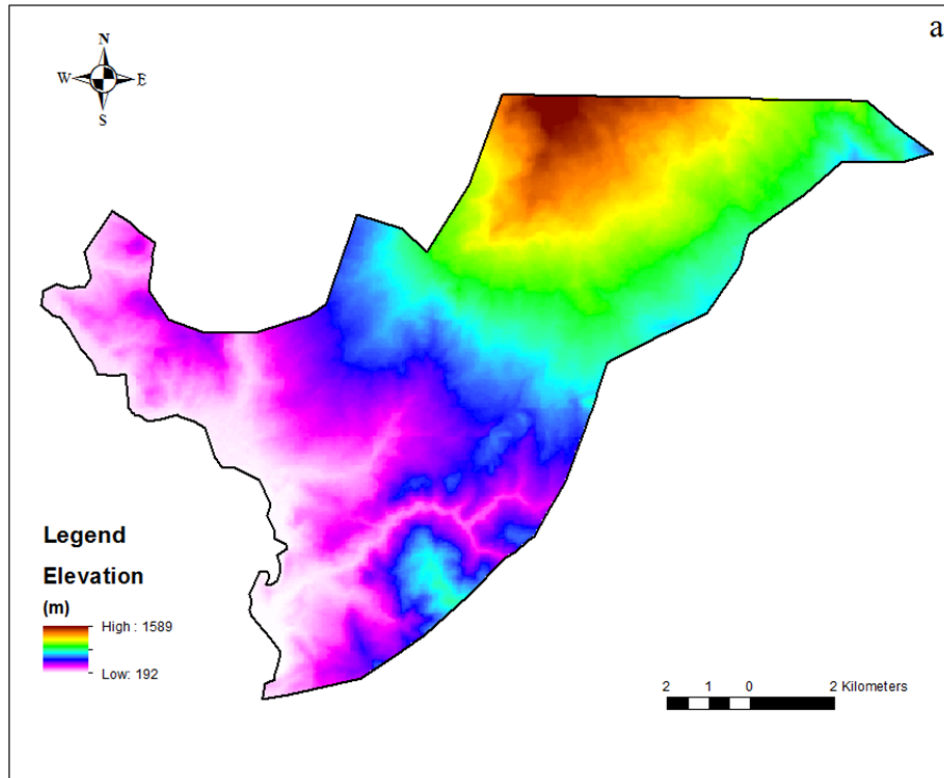 a
N
W E
S
Legend
Elevation
(m)
High : 1589
Low: 192
2 1 0 2 Kilometers